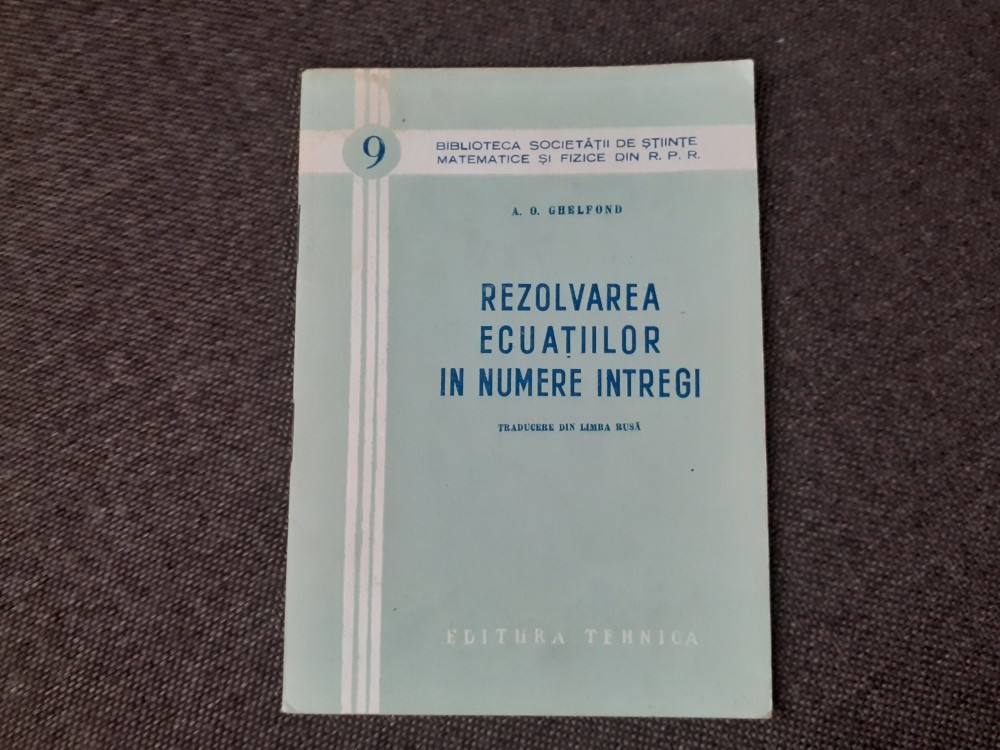 9
BIBLIOTECA SOCIETĂȚII DE ȘTIINȚE
MATEMATICE ȘI FIZICE DIN R. P. R.
A. O. GHELFOND
REZOLVAREA
ECUAȚIILOR
IN NUMERE INTREGI
TRADUCERE DIN LIMBA RUSĂ
EDITURA TEHNICA